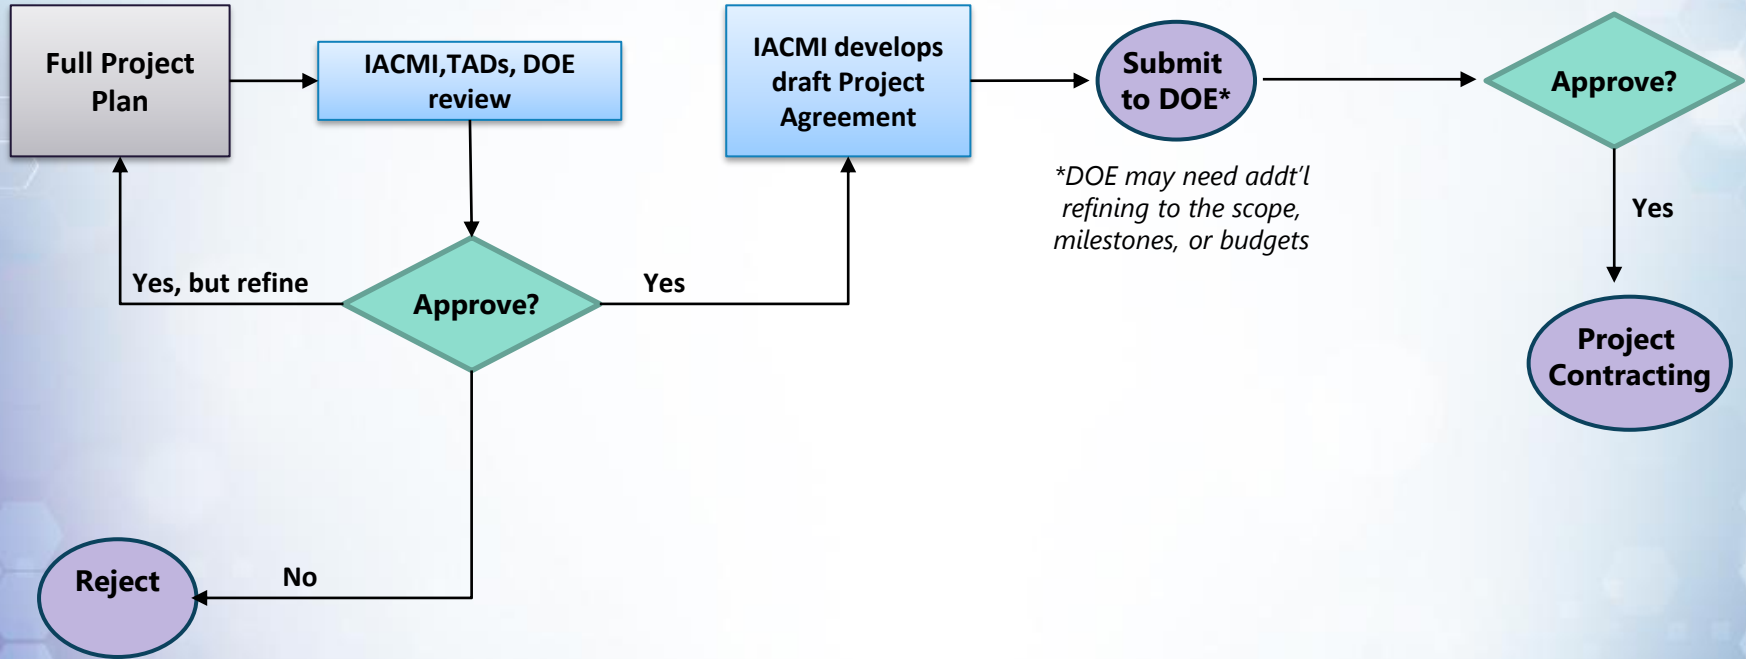 Full Project
Plan
IACMI,TADs, DOE
review
IACMI develops
draft Project
Agreement
Submit
to DOE*
Approve?
*DOE may need addt’l
refining to the scope,
milestones, or budgets
Yes
Yes, but refine
Approve?
Yes
Project
Contracting
Reject
No